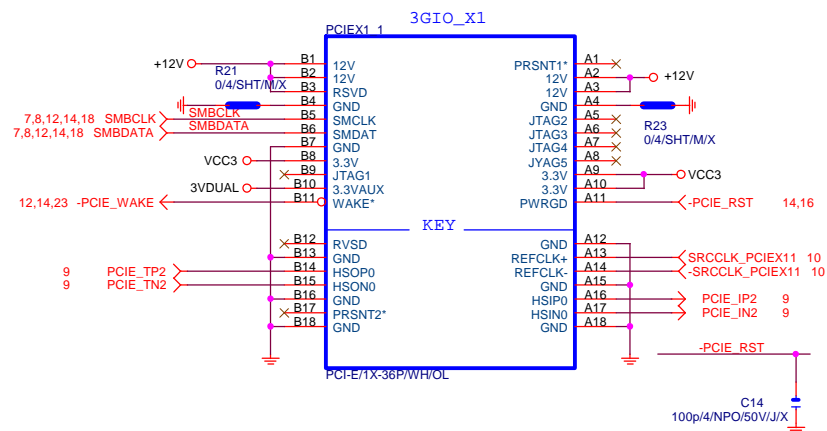 3GIO_X1
PCIEX1_1
+12V
R21
0/4/SHT/M/X
B1 12V
B2 12V
B3 RSVD
B4 GND
7,8,12,14,18 SMBCLK SMBCLK B5 SMCLK
7,8,12,14,18 SMBDATA SMBDATA B6 SMDAT
B7 GND
VCC3 B8 3.3V
B9 JTAG1
3VDUAL B10 3.3VAUX
12,14,23 -PCIE_WAKE B11 WAKE*
PRSNT1* A1
12V A2 +12V
12V A3
GND A4
JTAG2 A5
JTAG3 A6
JTAG4 A7
JYAG5 A8
R23
0/4/SHT/M/X
3.3V A9 VCC3
3.3V A10
PWRGD A11 -PCIE_RST 14,16
KEY
B12 RVSD
B13 GND
9 PCIE_TP2 B14 HSOP0
9 PCIE_TN2 B15 HSON0
B16 GND
B17 PRSNT2*
B18 GND
GND A12
REFCLK+ A13 SRCCLK_PCIEX11 10
REFCLK- A14 -SRCCLK_PCIEX11 10
GND A15
HSIP0 A16 PCIE_IP2 9
HSIN0 A17 PCIE_IN2 9
GND A18
PCI-E/1X-36P/WH/OL
-PCIE_RST
C14
100p/4/NPO/50V/J/X